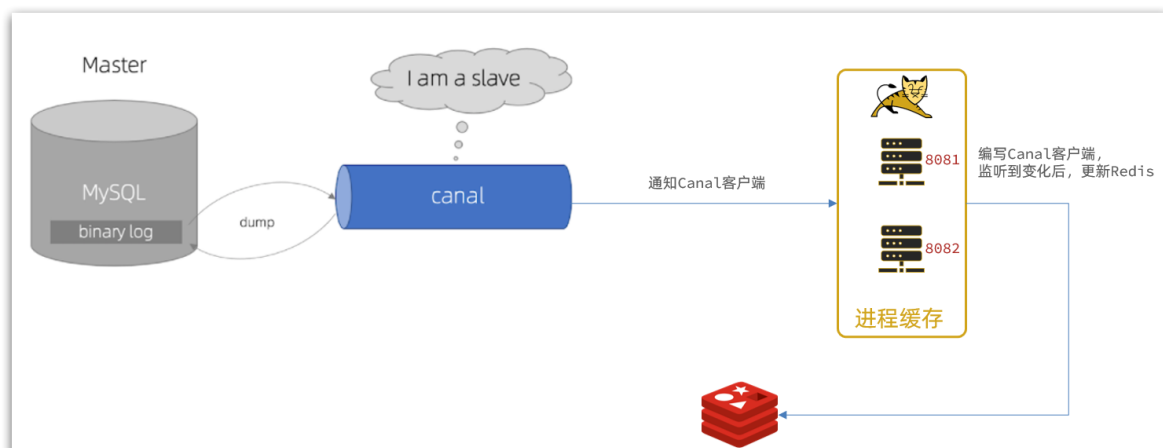 Master
MySQL
binary log
dump
I am a slave
canal
通知Canal客户端
8081
8082
进程缓存
编写Canal客户端，
监听到变化后，更新Redis